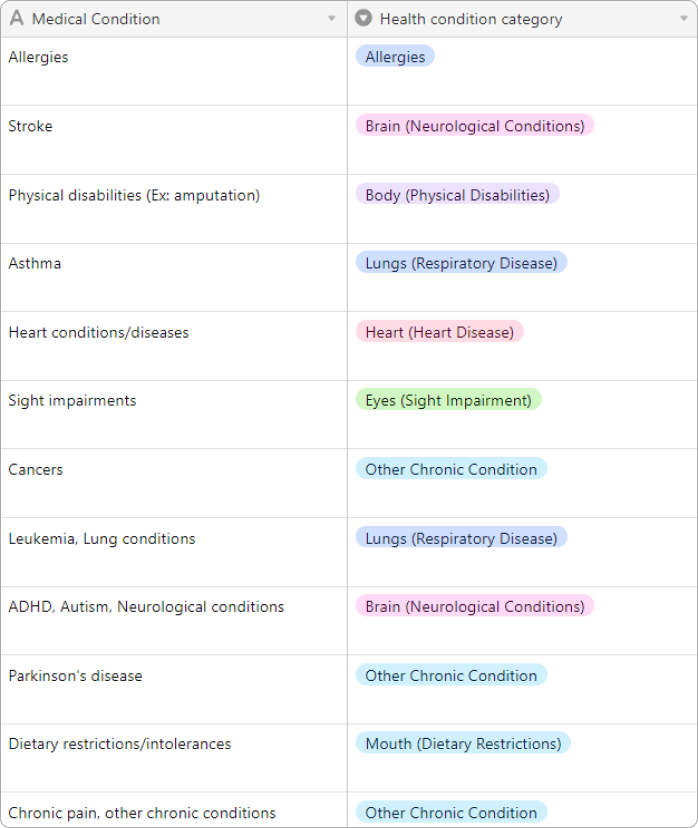 A Medical Condition Health condition category
Allergies Allergies
Stroke Brain (Neurological Conditions)
Physical disabilities (Ex: amputation) Body (Physical Disabilities)
Asthma Lungs (Respiratory Disease)
Heart conditions/diseases Heart (Heart Disease)
Sight impairments Eyes (Sight Impairment)
Cancers Other Chronic Condition
Leukemia, Lung conditions Lungs (Respiratory Disease)
ADHD, Autism, Neurological conditions Brain (Neurological Conditions)
Parkinson's disease Other Chronic Condition
Dietary restrictions/intolerances Mouth (Dietary Restrictions)
Chronic pain, other chronic conditions Other Chronic Condition